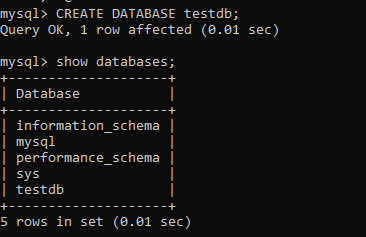 mysql> CREATE DATABASE testdb;
Query OK, 1 row affected (0.01 sec)
mysql> show databases;
+--------------------+
| Database           |
+--------------------+
| information_schema |
| mysql              |
| performance_schema |
| sys                |
| testdb             |
+--------------------+
5 rows in set (0.01 sec)